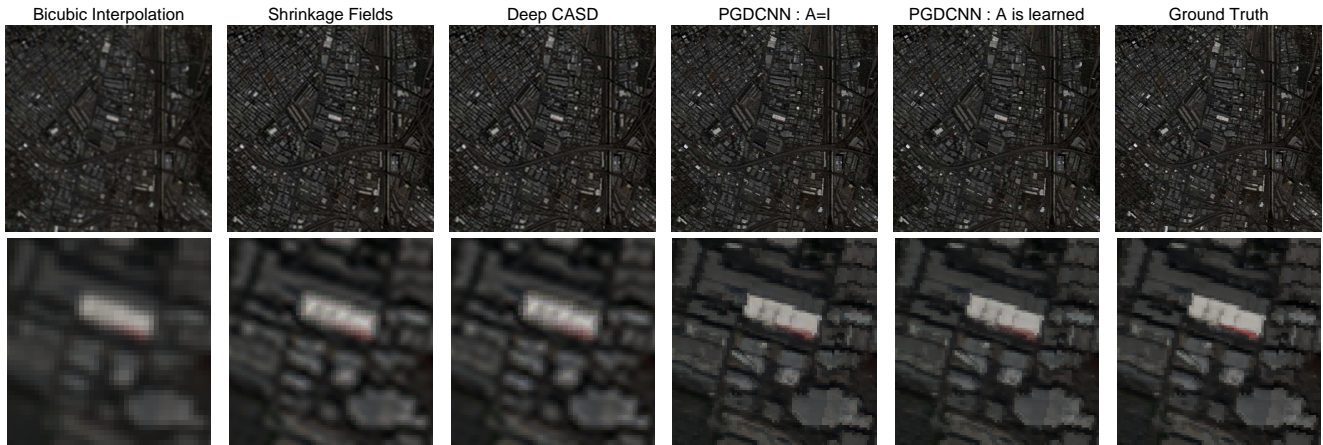 Bicubic Interpolation
Shrinkage Fields
Deep CASD
PGDCNN : A=I
PGDCNN : A is learned
Ground Truth